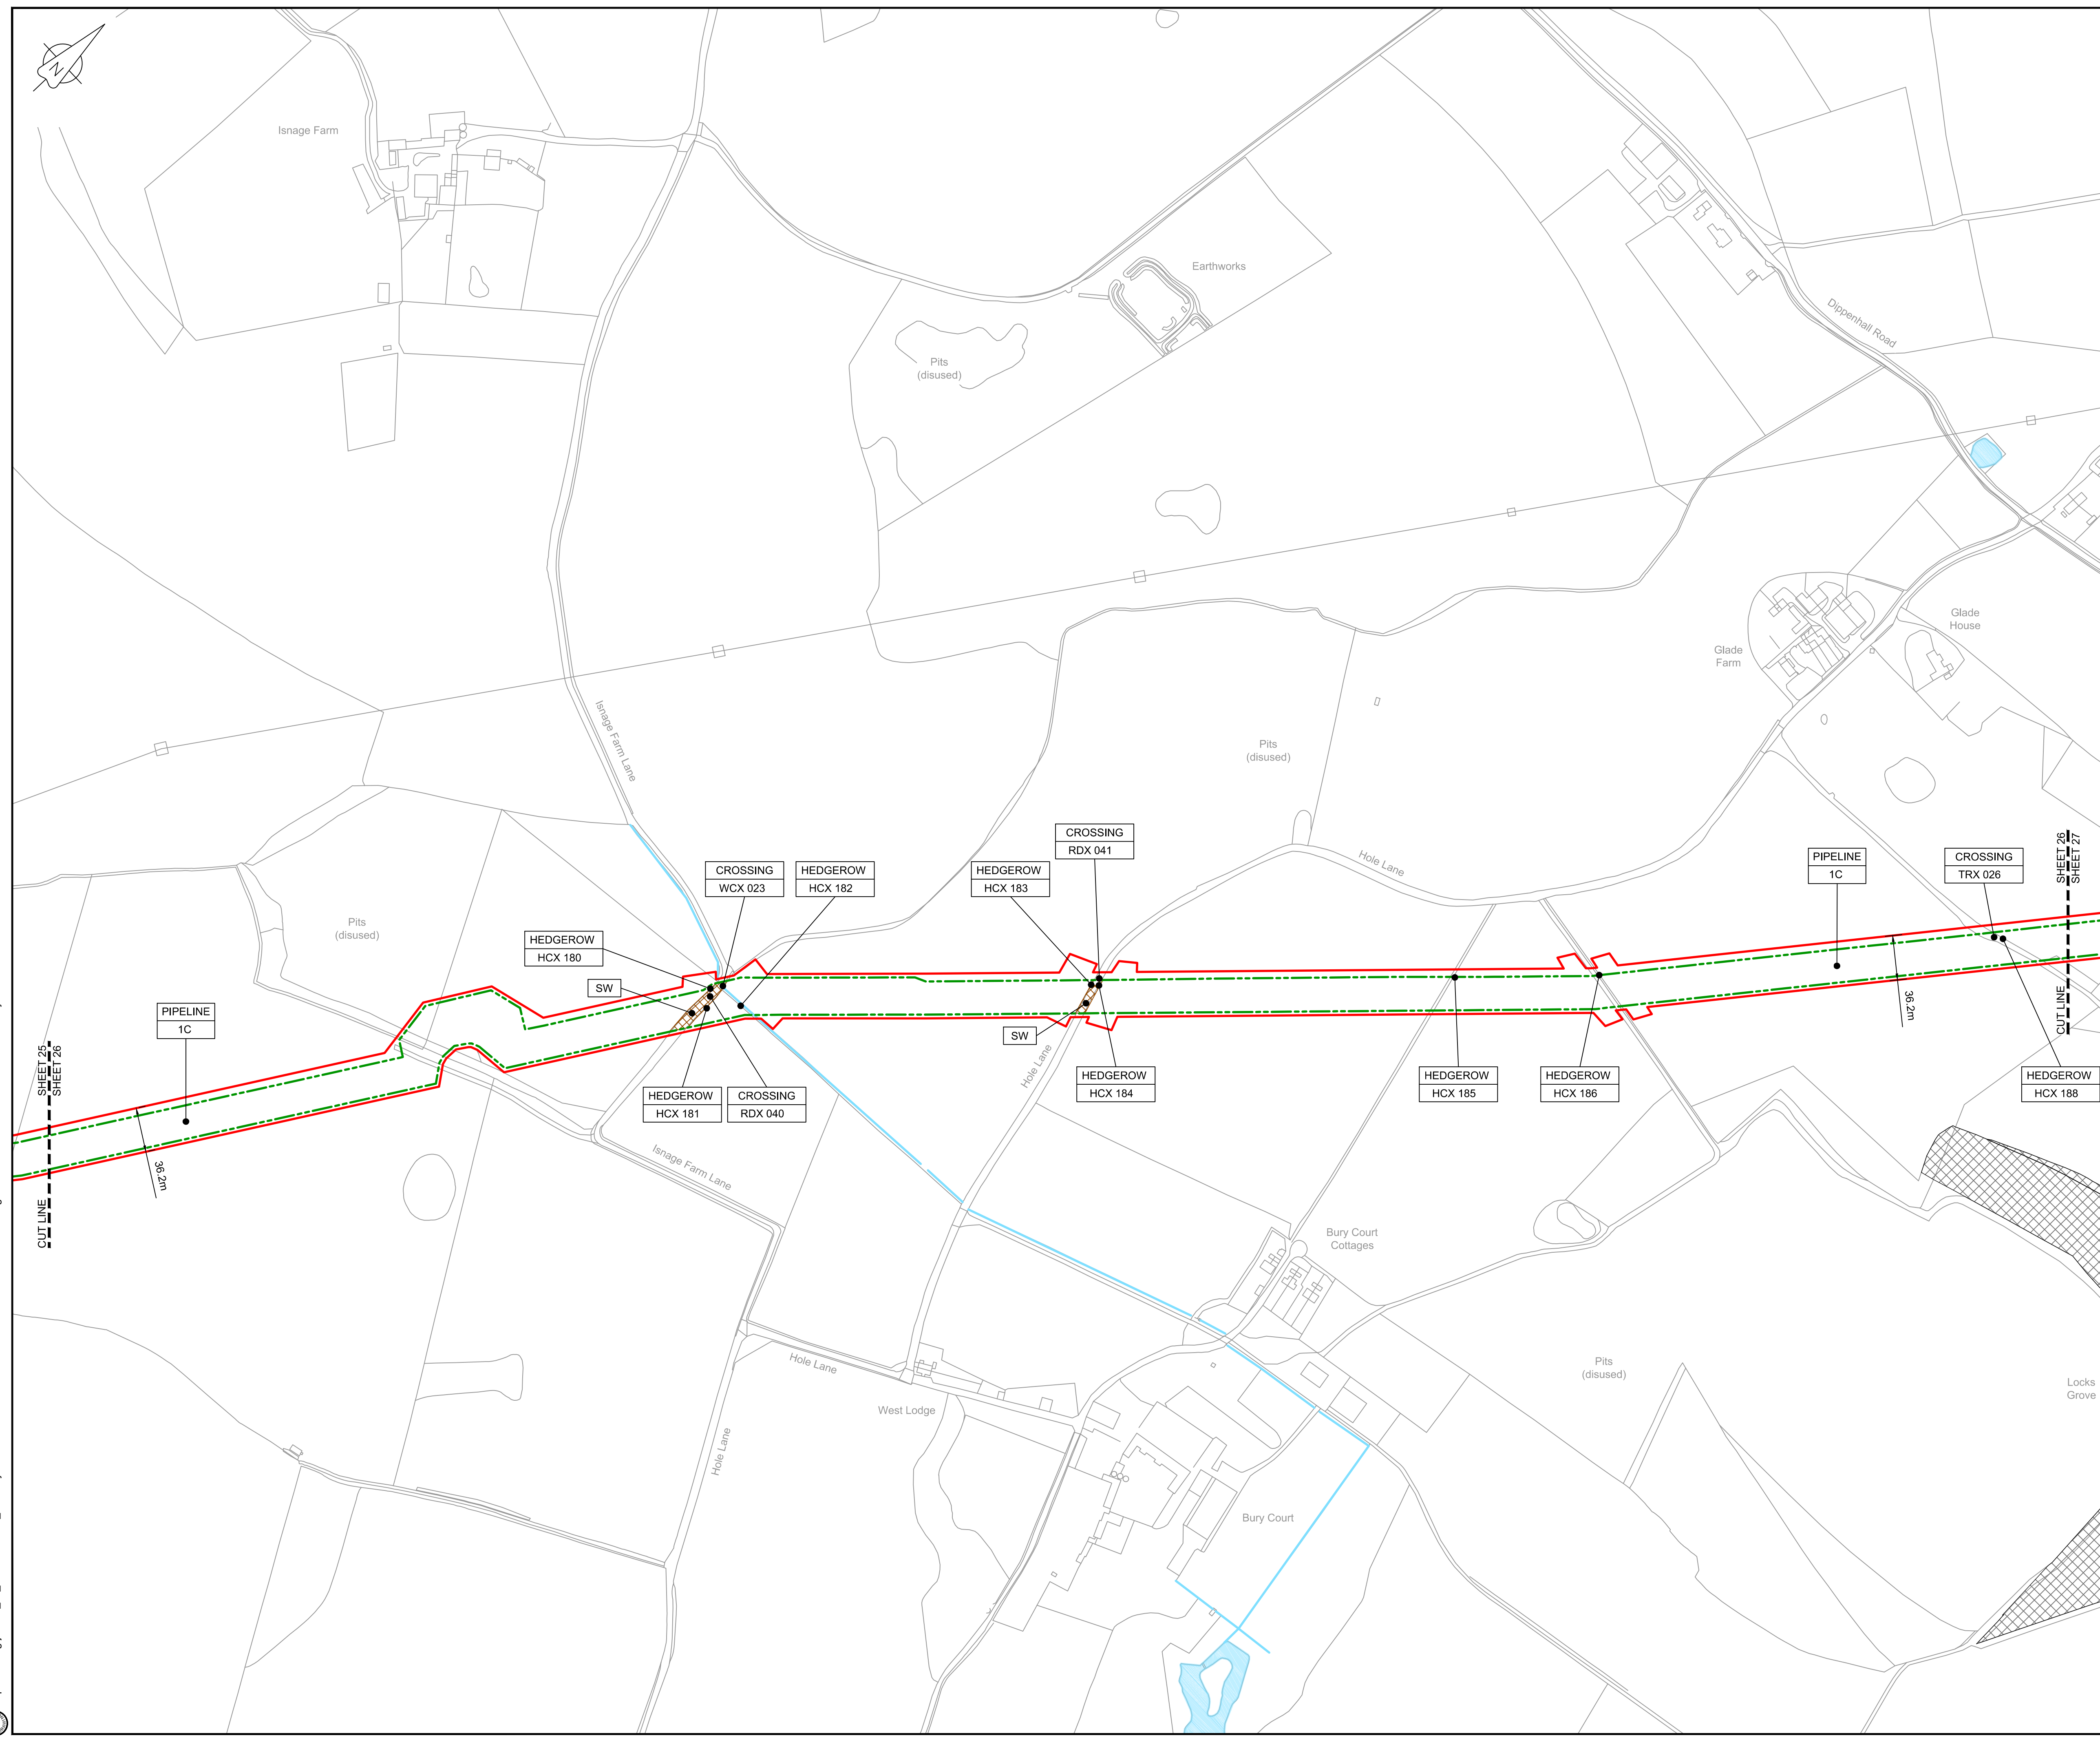 N
Isnage Farm
Earthworks
Pits
(disused)
Dippenhall Road
Glade
House
Glade
Farm
Isnage Farm Lane
Pits
(disused)
Hole Lane
CROSSING
RDX 041
CROSSING
WCX 023
HEDGEROW
HCX 182
HEDGEROW
HCX 183
PIPELINE
1C
CROSSING
TRX 026
SHEET 26
SHEET 27
CUT LINE
Pits
(disused)
HEDGEROW
HCX 180
SW
PIPELINE
1C
36.2m
SW
SHEET 25
SHEET 26
CUT LINE
36.2m
Hole Lane
HEDGEROW
HCX 181
CROSSING
RDX 040
HEDGEROW
HCX 184
HEDGEROW
HCX 185
HEDGEROW
HCX 186
HEDGEROW
HCX 188
Isnage Farm Lane
Bury Court
Cottages
Hole Lane
Pits
(disused)
Locks
Grove
West Lodge
Hole Lane
Bury Court